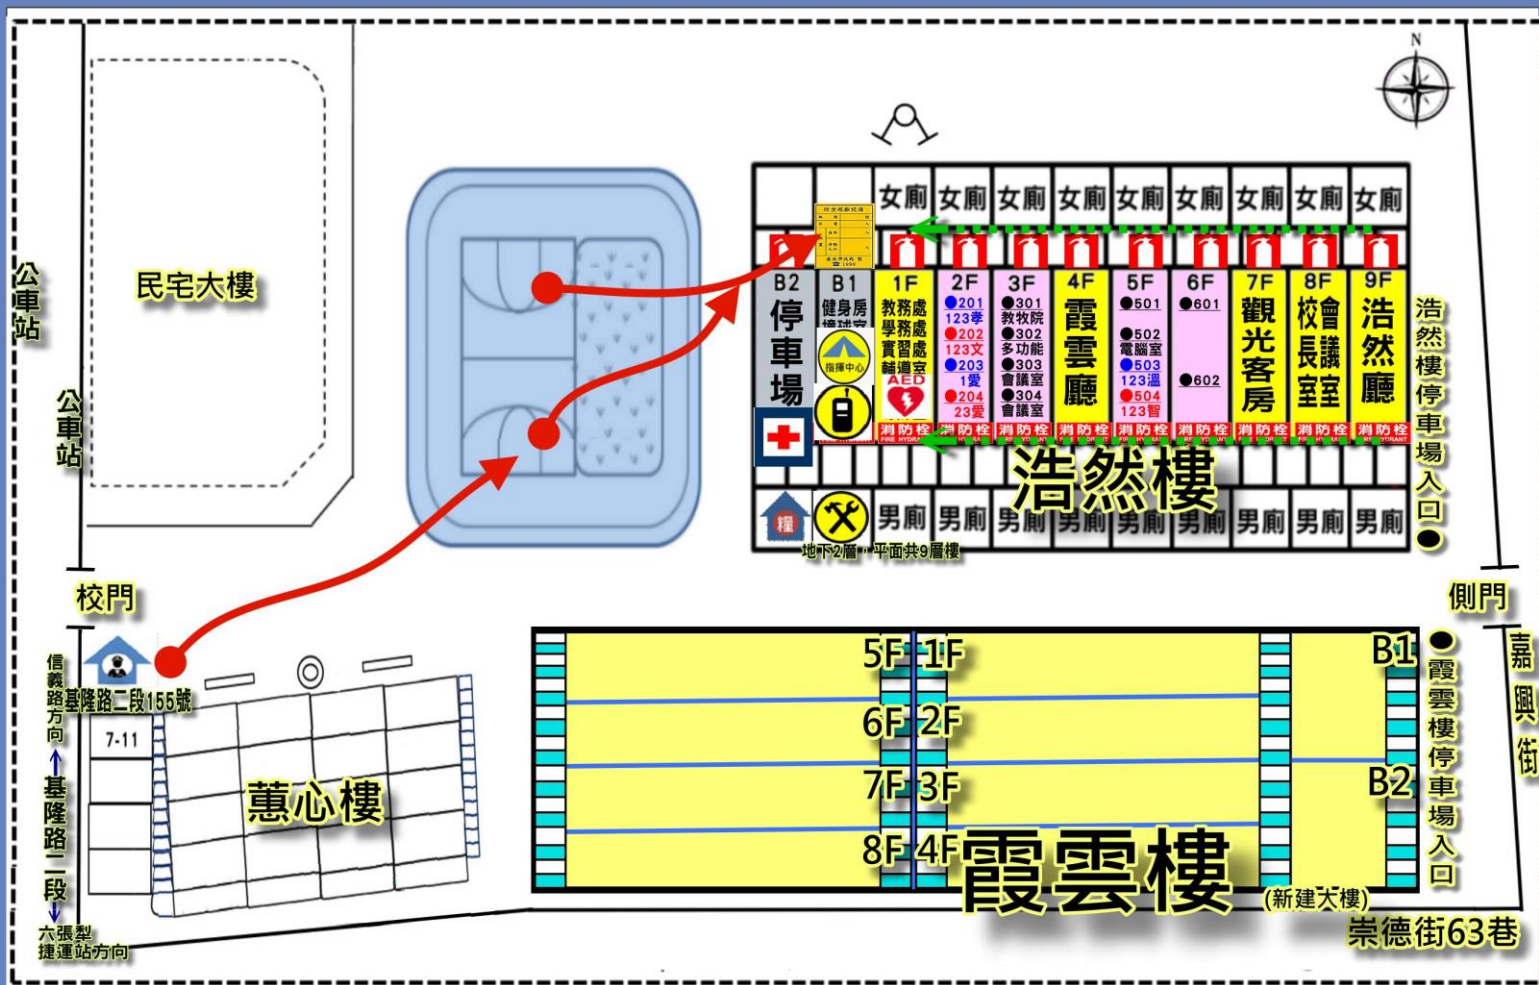 N
公車站
公車站
民宅大樓
校門
信義路方向
基隆路二段
六張犁
捷運站方向
基隆路二段155號
7-11
蕙心樓
女廁
女廁
女廁
女廁
女廁
女廁
女廁
女廁
女廁
B2
停車場
B1
健身房
指揮中心
1F
教務處
學務處
實習處
輔導室
AED
2F
●201
123孝
●202
123文
●203
1愛
●204
23愛
3F
●301
教牧院
●302
多功能
●303
會議室
●304
會議室
4F
霞雲廳
5F
●501
●502
電腦室
●503
123溫
●504
123智
6F
●601
●602
7F
觀光客房
8F
校長室
會議室
9F
浩然廳
消防栓
FIRE HYDRANT
消防栓
消防栓
消防栓
消防栓
消防栓
消防栓
消防栓
消防栓
浩然樓
糧
男廁
男廁
男廁
男廁
男廁
男廁
男廁
男廁
男廁
地下2層，平面共9層樓
浩然樓停車場入口●
側門
嘉興街
●霞雲樓停車場入口
5F 1F
B1
6F 2F
7F 3F
B2
8F 4F
霞雲樓
(新建大樓)
崇德街63巷